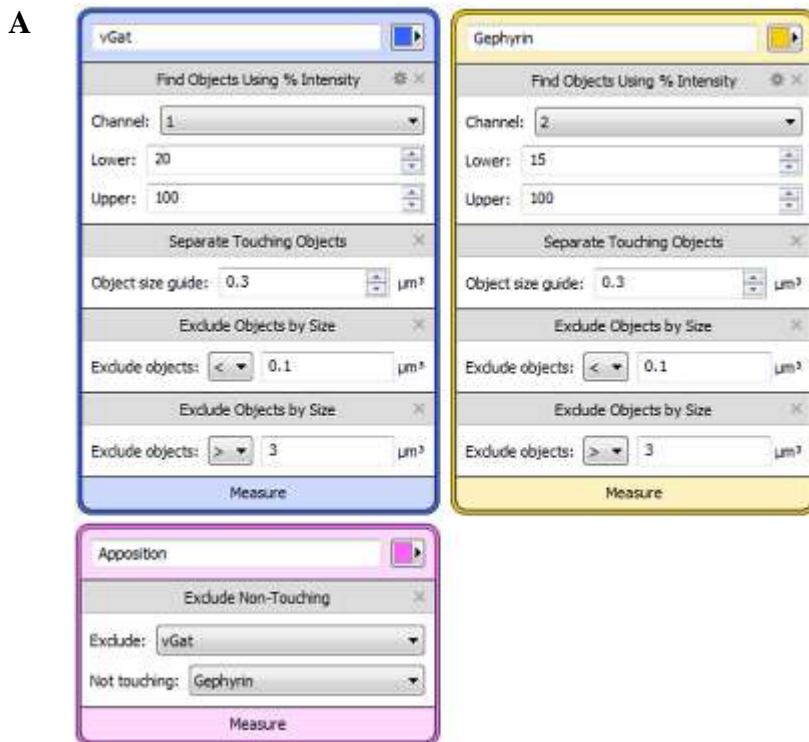 A
vGat
Find Objects Using % Intensity
Channel: 1
Lower: 20
Upper: 100
Separate Touching Objects
Object size guide: 0.3 µm³
Exclude Objects by Size
Exclude objects: < 0.1 µm³
Exclude Objects by Size
Exclude objects: > 3 µm³
Measure
Gephyrin
Find Objects Using % Intensity
Channel: 2
Lower: 15
Upper: 100
Separate Touching Objects
Object size guide: 0.3 µm³
Exclude Objects by Size
Exclude objects: < 0.1 µm³
Exclude Objects by Size
Exclude objects: > 3 µm³
Measure
Apposition
Exclude Non-Touching
Exclude: vGat
Not touching: Gephyrin
Measure